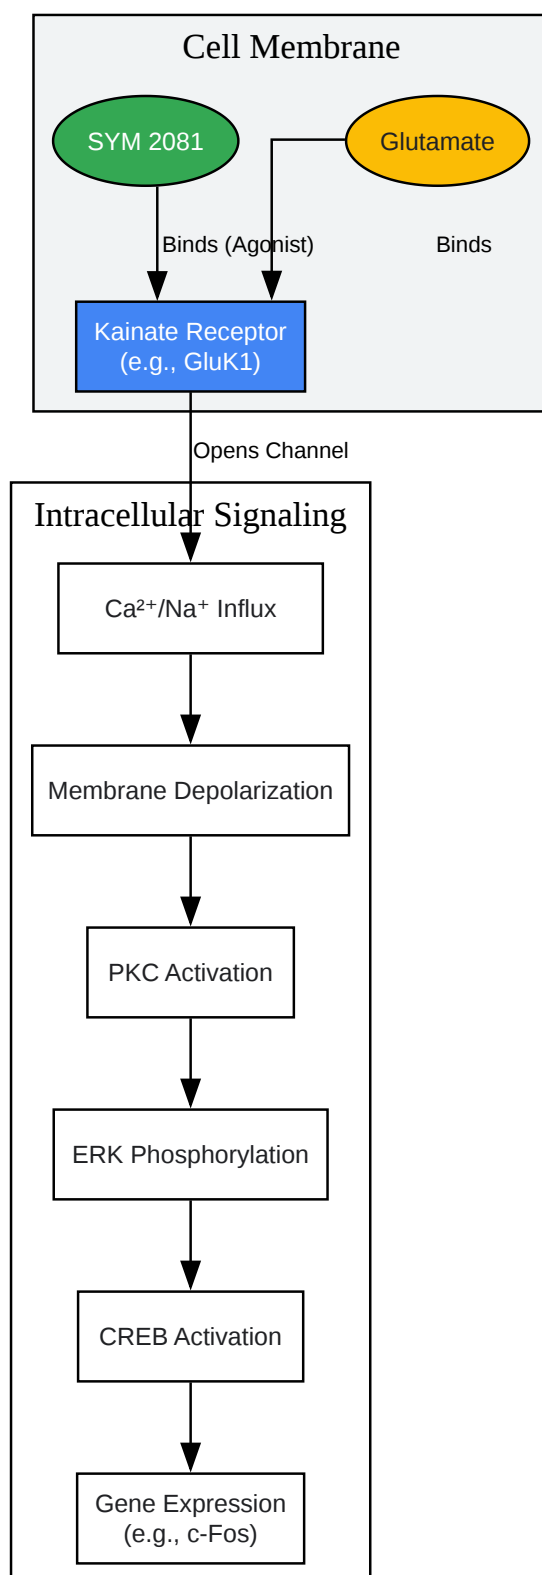 Cell Membrane
SYM 2081
Glutamate
Binds (Agonist)
Binds
Kainate Receptor
(e.g., GluK1)
Opens Channel
Intracellular Signaling
Ca²⁺/Na⁺ Influx
Membrane Depolarization
PKC Activation
ERK Phosphorylation
CREB Activation
Gene Expression
(e.g., c-Fos)